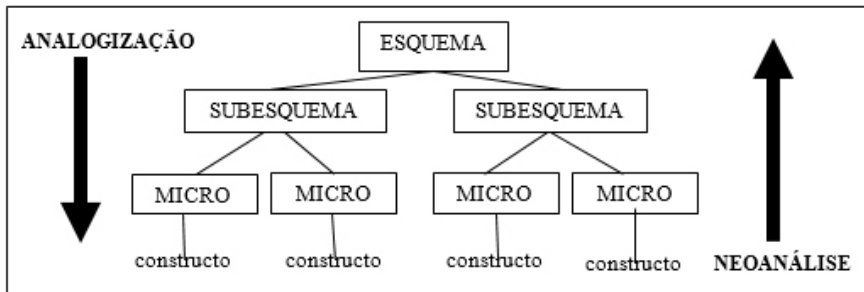 ANALOGIZAÇÃO
ESQUEMA
SUBESQUEMA
SUBESQUEMA
MICRO
MICRO
MICRO
MICRO
constructo
constructo
constructo
constructo
NEOANÁLISE